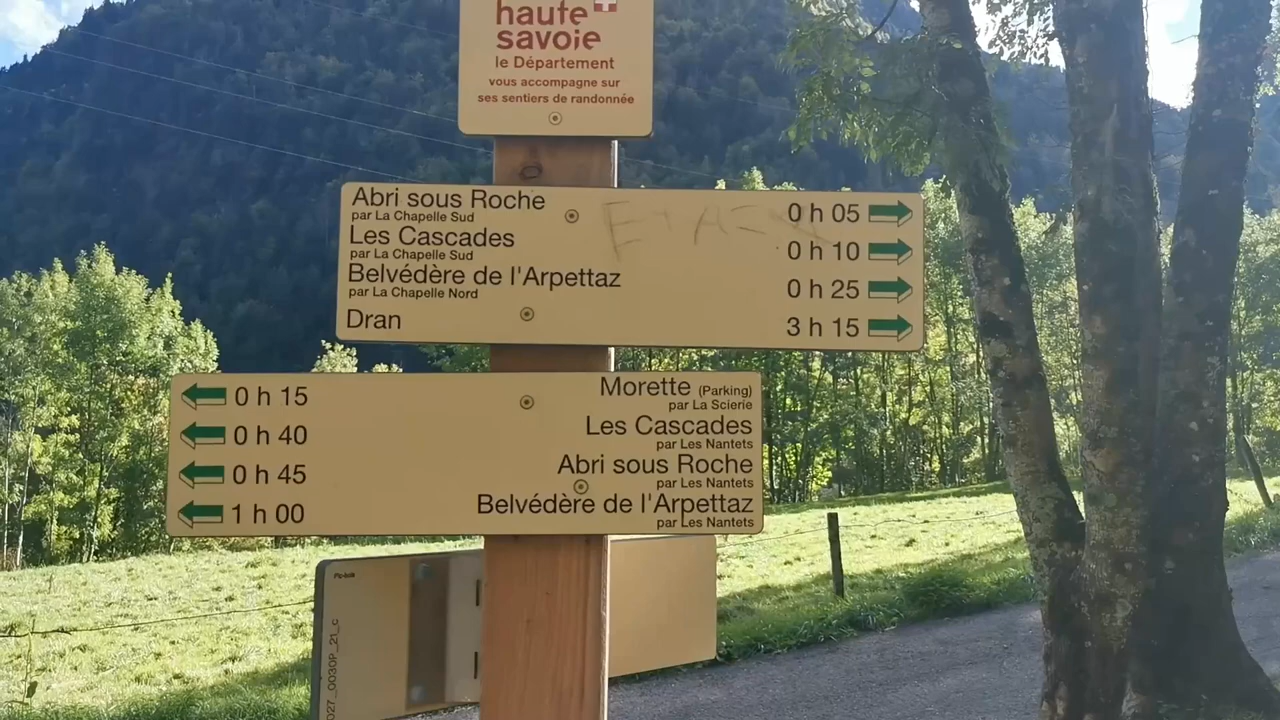 haute
savoie
le Département
vous accompagne sur
ses sentiers de randonnée
Abri sous Roche 0 h 05
par La Chapelle Sud
Les Cascades 0 h 10
par La Chapelle Sud
Belvédère de l'Arpettaz 0 h 25
par La Chapelle Nord
Dran 3 h 15
0 h 15 Morette (Parking)
par La Scierie
0 h 40 Les Cascades
par Les Nantets
0 h 45 Abri sous Roche
par Les Nantets
1 h 00 Belvédère de l'Arpettaz
par Les Nantets
027_0030P_21_c